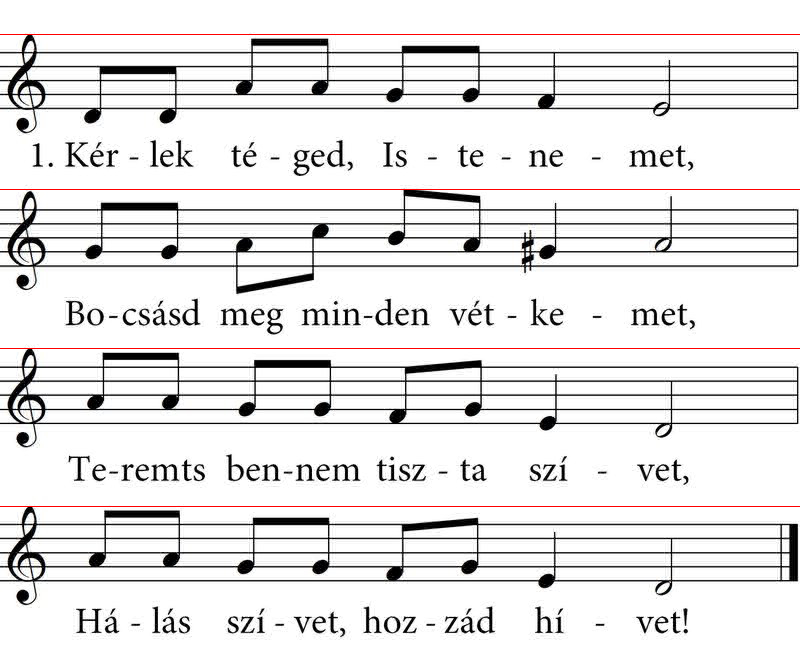 1. Kér - lek té - ged, Is - te - ne - met,
Bo-csásd meg min-den vét - ke - met,
Te-remts ben-nem tisz - ta szí - vet,
Há - lás szí - vet, hoz - zád hí - vet!